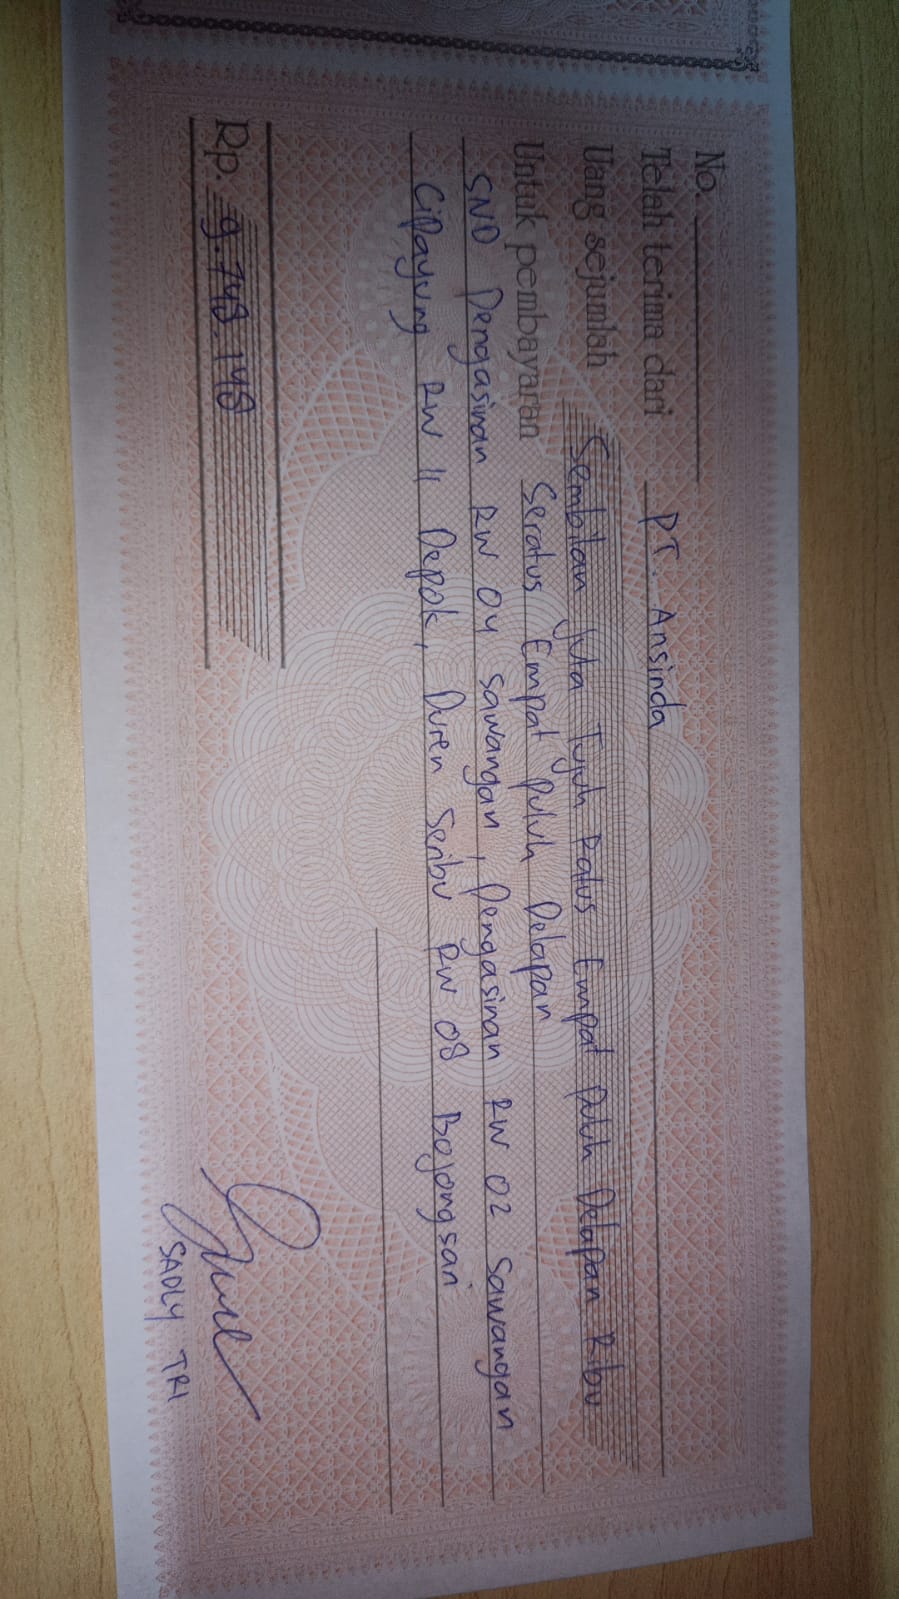 No.
Telah terima dari PT. Ansinda
Uang sejumlah Sembilan juta Tujuh Ratus Empat puluh Delapan Ribu
Seratus Empat puluh Delapan
Untuk pembayaran
SND Pengasinan RW 04 Sawangan, Pengasinan RW 02 Sawangan
Cipayung RW 11 Depok, Duren Seribu RW 08 Bojongsari
Rp. 9.748.148
SADLY TRI